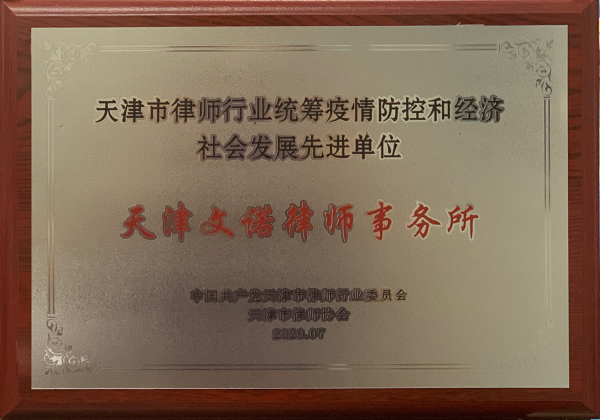 天津市律师行业统筹疫情防控和经济
社会发展先进单位
天津文诺律师事务所
中国共产党天津市律师行业委员会
天津市律师协会
2020.07